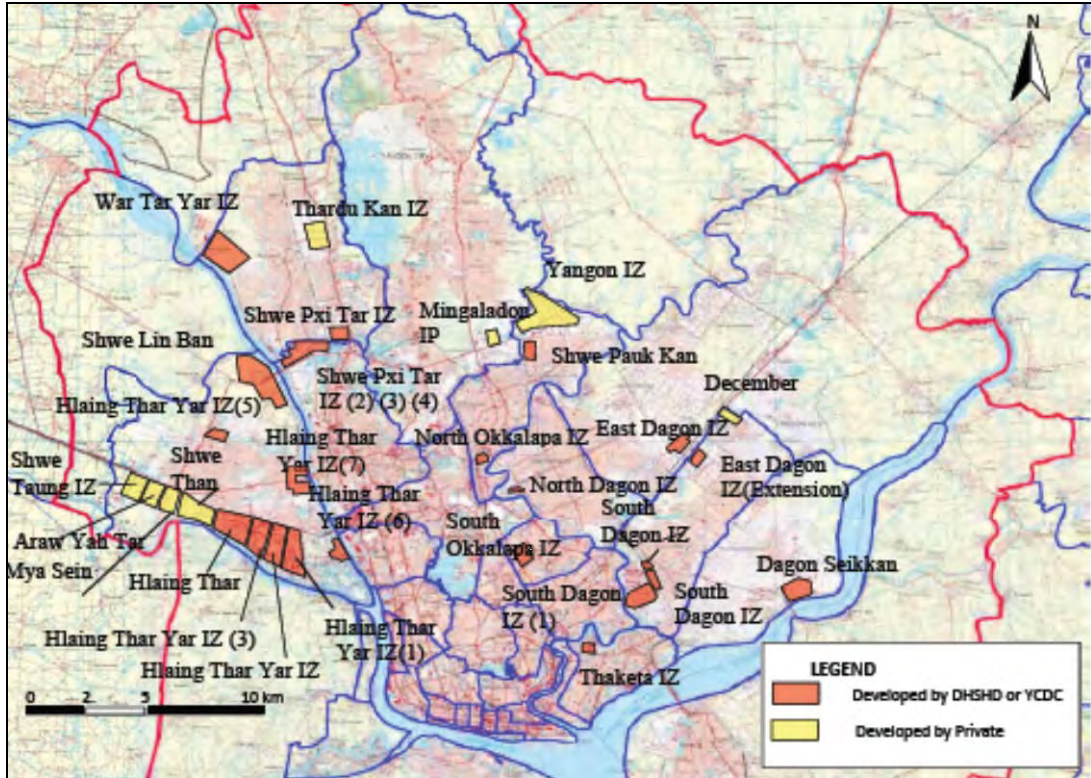 N
War Tar Yar IZ
Thardu Kan IZ
Yangon IZ
Shwe Pxi Tar IZ
Mingaladon
IP
Shwe Lin Ban
Shwe Pauk Kan
Shwe Pxi Tar
IZ (2) (3) (4)
December
Hlaing Thar Yar IZ(5)
Hlaing Thar
Yar IZ(7)
North Okkalapa IZ
East Dagon IZ
Shwe
Taung IZ
Shwe
Than
East Dagon
IZ(Extension)
North Dagon IZ
Hlaing Thar
Yar IZ (6)
South
Dagon IZ
South
Okkalapa IZ
Araw Yah Tar
Mya Sein
Hlaing Thar
Dagon Seikkan
South Dagon
IZ (1)
South
Dagon IZ
Hlaing Thar Yar IZ (3)
Hlaing Thar
Yar IZ(1)
Hlaing Thar Yar IZ
Thaketa IZ
0 2. 5 10 km
LEGEND
Developed by DHSHD or YCDC
Developed by Private